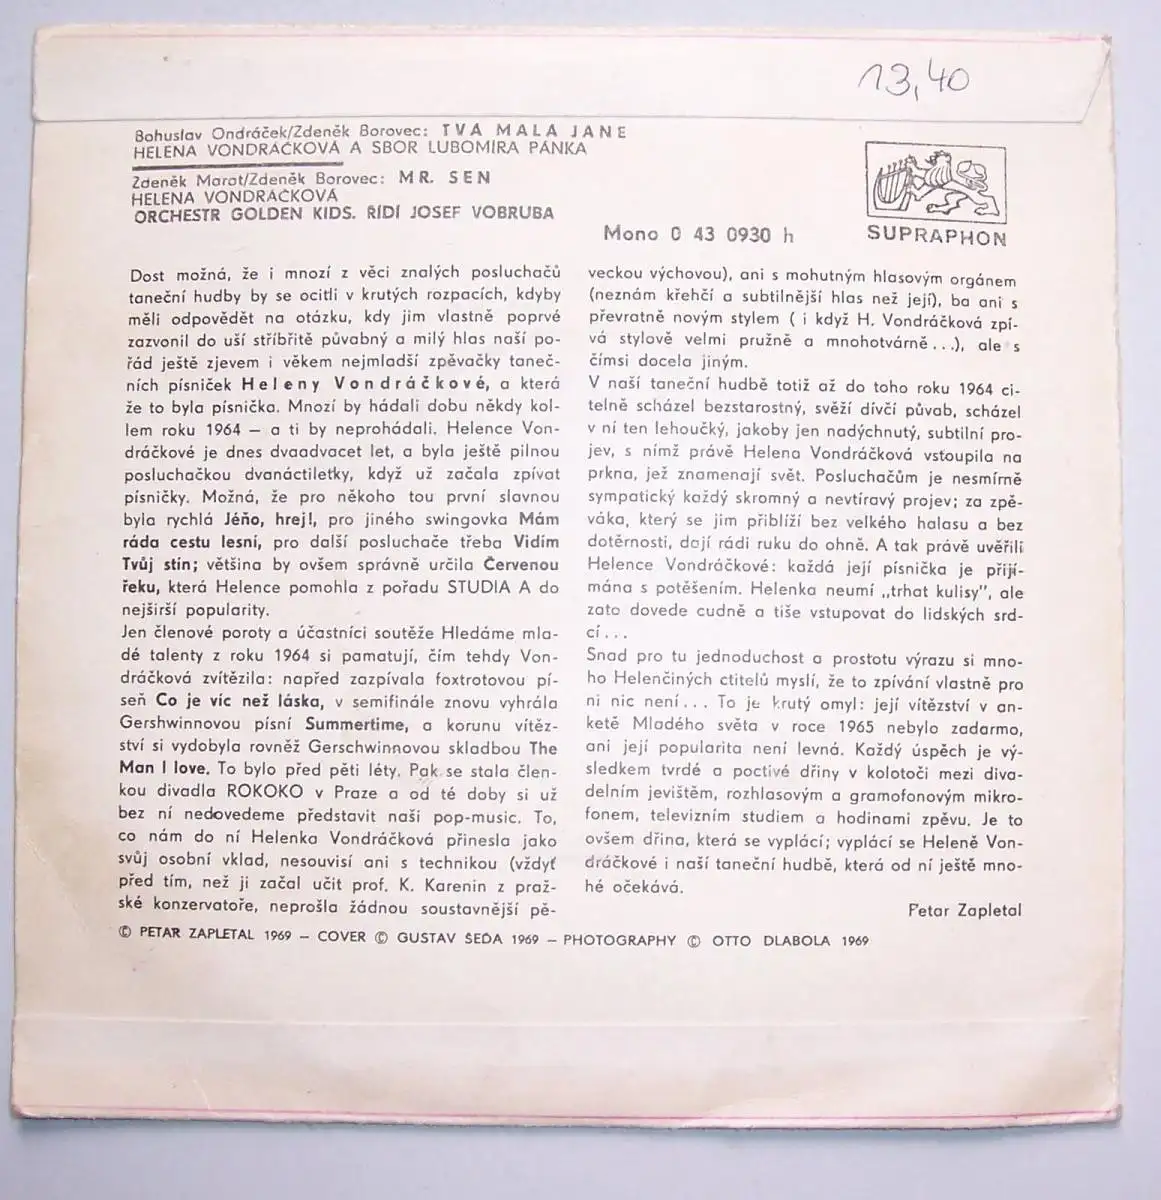 13,40
Bohuslav Ondráček/Zdeněk Borovec: TVÁ MALÁ JANE
HELENA VONDRÁČKOVÁ A SBOR LUBOMÍRA PÁNKA
Zdeněk Marat/Zdeněk Borovec: MR. SEN
HELENA VONDRÁČKOVÁ
ORCHESTR GOLDEN KIDS. ŘÍDÍ JOSEF VOBRUBA
Mono 0 43 0930 h
SUPRAPHON
Dost možná, že i mnozí z věci znalých posluchačů
taneční hudby by se ocitli v krutých rozpacích, kdyby
měli odpovědět na otázku, kdy jim vlastně poprvé
zazvonil do uší stříbřitě půvabný a milý hlas naší po-
řád ještě zjevem i věkem nejmladší zpěvačky taneč-
ních písniček Heleny Vondráčkové, a která
že to byla písnička. Mnozí by hádali dobu někdy kol-
lem roku 1964 – a ti by neprohádali. Helence Von-
dráčkové je dnes dvaadvacet let, a byla ještě pilnou
posluchačkou dvanáctiletky, když už začala zpívat
písničky. Možná, že pro někoho tou první slavnou
byla rychlá Jéňo, hrej!, pro jiného swingovka Mám
ráda cestu lesní, pro další posluchače třeba Vidím
Tvůj stín; většina by ovšem správně určila Červenou
řeku, která Helence pomohla z pořadu STUDIA A do
nejširší popularity.
Jen členové poroty a účastníci soutěže Hledáme mla-
dé talenty z roku 1964 si pamatují, čím tehdy Von-
dráčková zvítězila: napřed zazpívala foxtrotovou pí-
seň Co je víc než láska, v semifinále znovu vyhrála
Gershwinnovou písní Summertime, a korunu vítěz-
ství si vydobyla rovněž Gerschwinnovou skladbou The
Man I love. To bylo před pěti léty. Pak se stala člen-
kou divadla ROKOKO v Praze a od té doby si už
bez ní nedovedeme představit naši pop-music. To,
co nám do ní Helenka Vondráčková přinesla jako
svůj osobní vklad, nesouvisí ani s technikou (vždyť
před tím, než ji začal učit prof. K. Karenin z praž-
ské konzervatoře, neprošla žádnou soustavnější pě-
veckou výchovou), ani s mohutným hlasovým orgánem
(neznám křehčí a subtilnější hlas než její), ba ani s
převratně novým stylem ( i když H. Vondráčková zpí-
vá stylově velmi pružně a mnohotvárně...), ale s
čímsi docela jiným.
V naší taneční hudbě totiž až do toho roku 1964 ci-
telně scházel bezstarostný, svěží dívčí půvab, scházel
v ní ten lehoučký, jakoby jen nadýchnutý, subtilní pro-
jev, s nímž právě Helena Vondráčková vstoupila na
prkna, jež znamenají svět. Posluchačům je nesmírně
sympatický každý skromný a nevtíravý projev; za zpě-
váka, který se jim přiblíží bez velkého halasu a bez
dotěrnosti, dají rádi ruku do ohně. A tak právě uvěřili
Helence Vondráčkové: každá její písnička je přijí-
mána s potěšením. Helenka neumí „trhat kulisy", ale
zato dovede cudně a tiše vstupovat do lidských srd-
cí...
Snad pro tu jednoduchost a prostotu výrazu si mno-
ho Helenčiných ctitelů myslí, že to zpívání vlastně pro
ni nic není... To je krutý omyl: její vítězství v an-
ketě Mladého světa v roce 1965 nebylo zadarmo,
ani její popularita není levná. Každý úspěch je vý-
sledkem tvrdé a poctivé dřiny v kolotoči mezi diva-
delním jevištěm, rozhlasovým a gramofonovým mikro-
fonem, televizním studiem a hodinami zpěvu. Je to
ovšem dřina, která se vyplácí; vyplácí se Heleně Von-
dráčkové i naší taneční hudbě, která od ní ještě mno-
hé očekává.
Petar Zapletal
© PETAR ZAPLETAL 1969 – COVER © GUSTAV ŠEDA 1969 – PHOTOGRAPHY © OTTO DLABOLA 1969